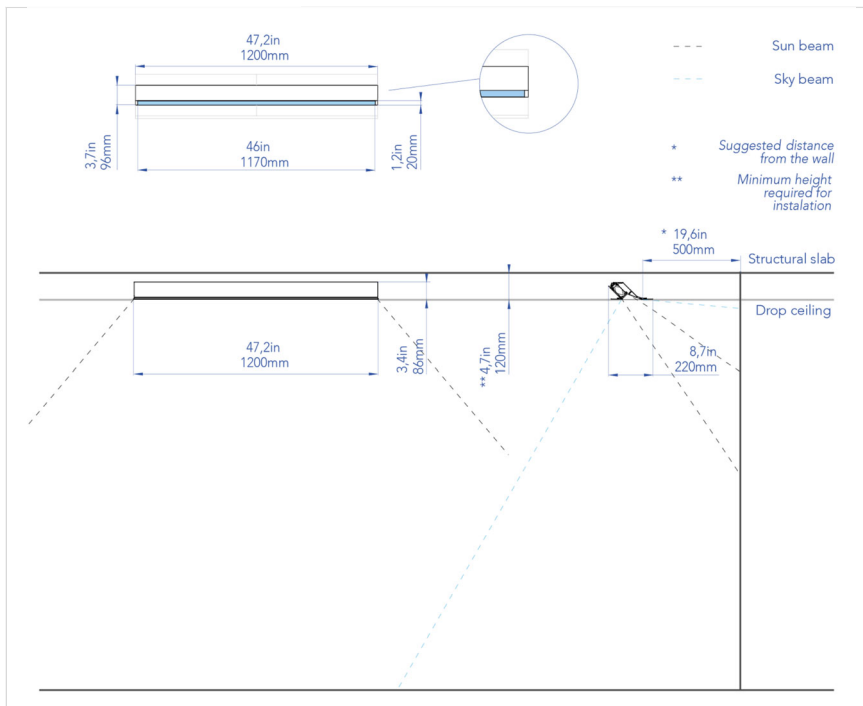 47,2in
1200mm
3,7in
96mm
46in
1170mm
1,2in
20mm
Sun beam
Sky beam
* Suggested distance
from the wall
** Minimum height
required for
instalation
* 19,6in
500mm
Structural slab
Drop ceiling
47,2in
1200mm
3,4in
86mm
** 4,7in
120mm
8,7in
220mm